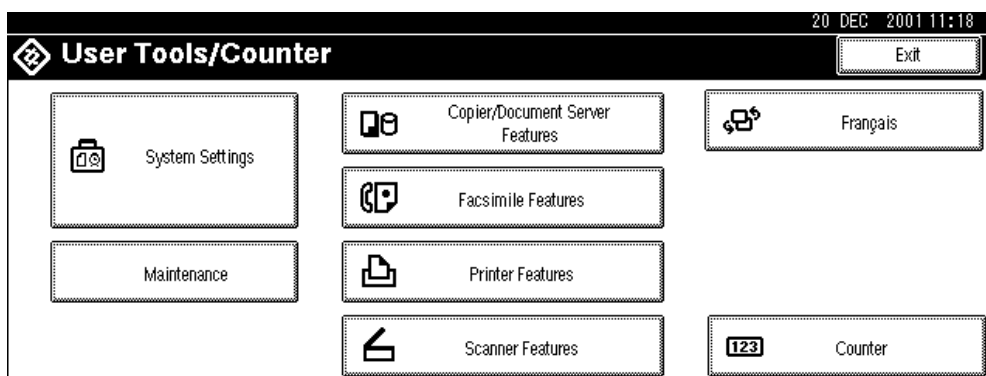 20 DEC 2001 11:18
User Tools/Counter
Exit
System Settings
Copier/Document Server
Features
Français
Facsimile Features
Maintenance
Printer Features
Scanner Features
123
Counter